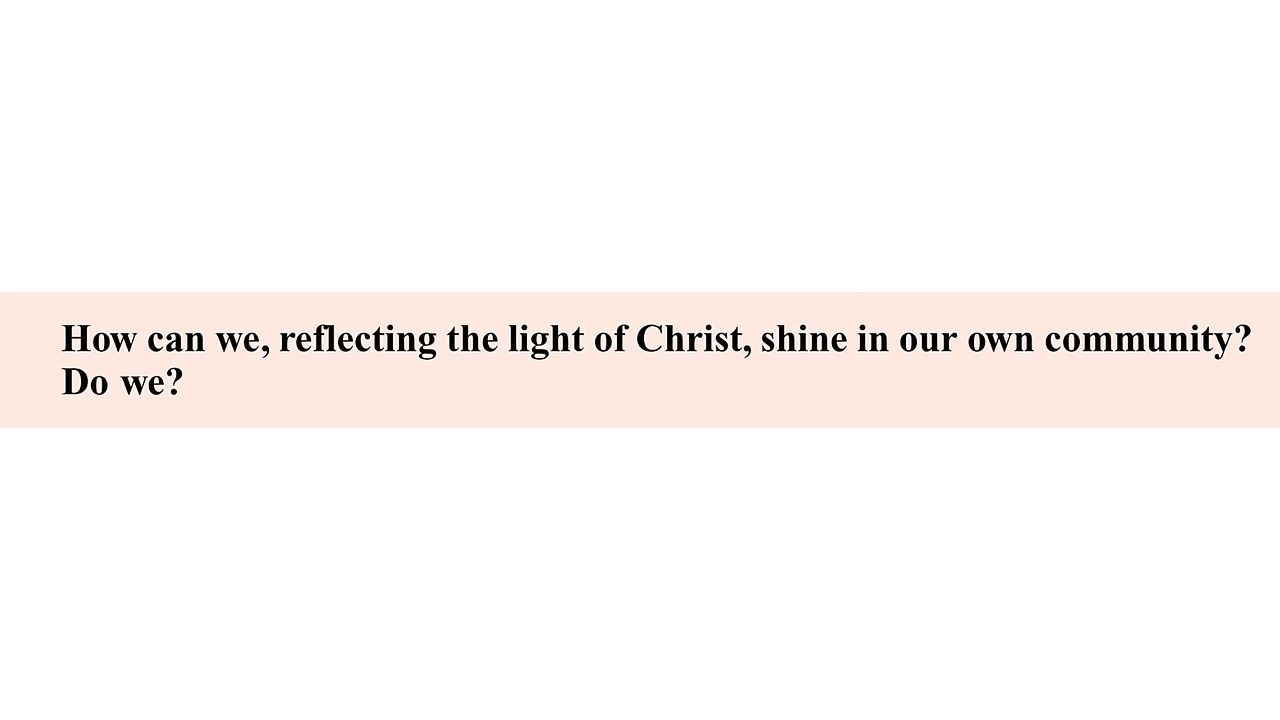 How can we, reflecting the light of Christ, shine in our own community?
Do we?